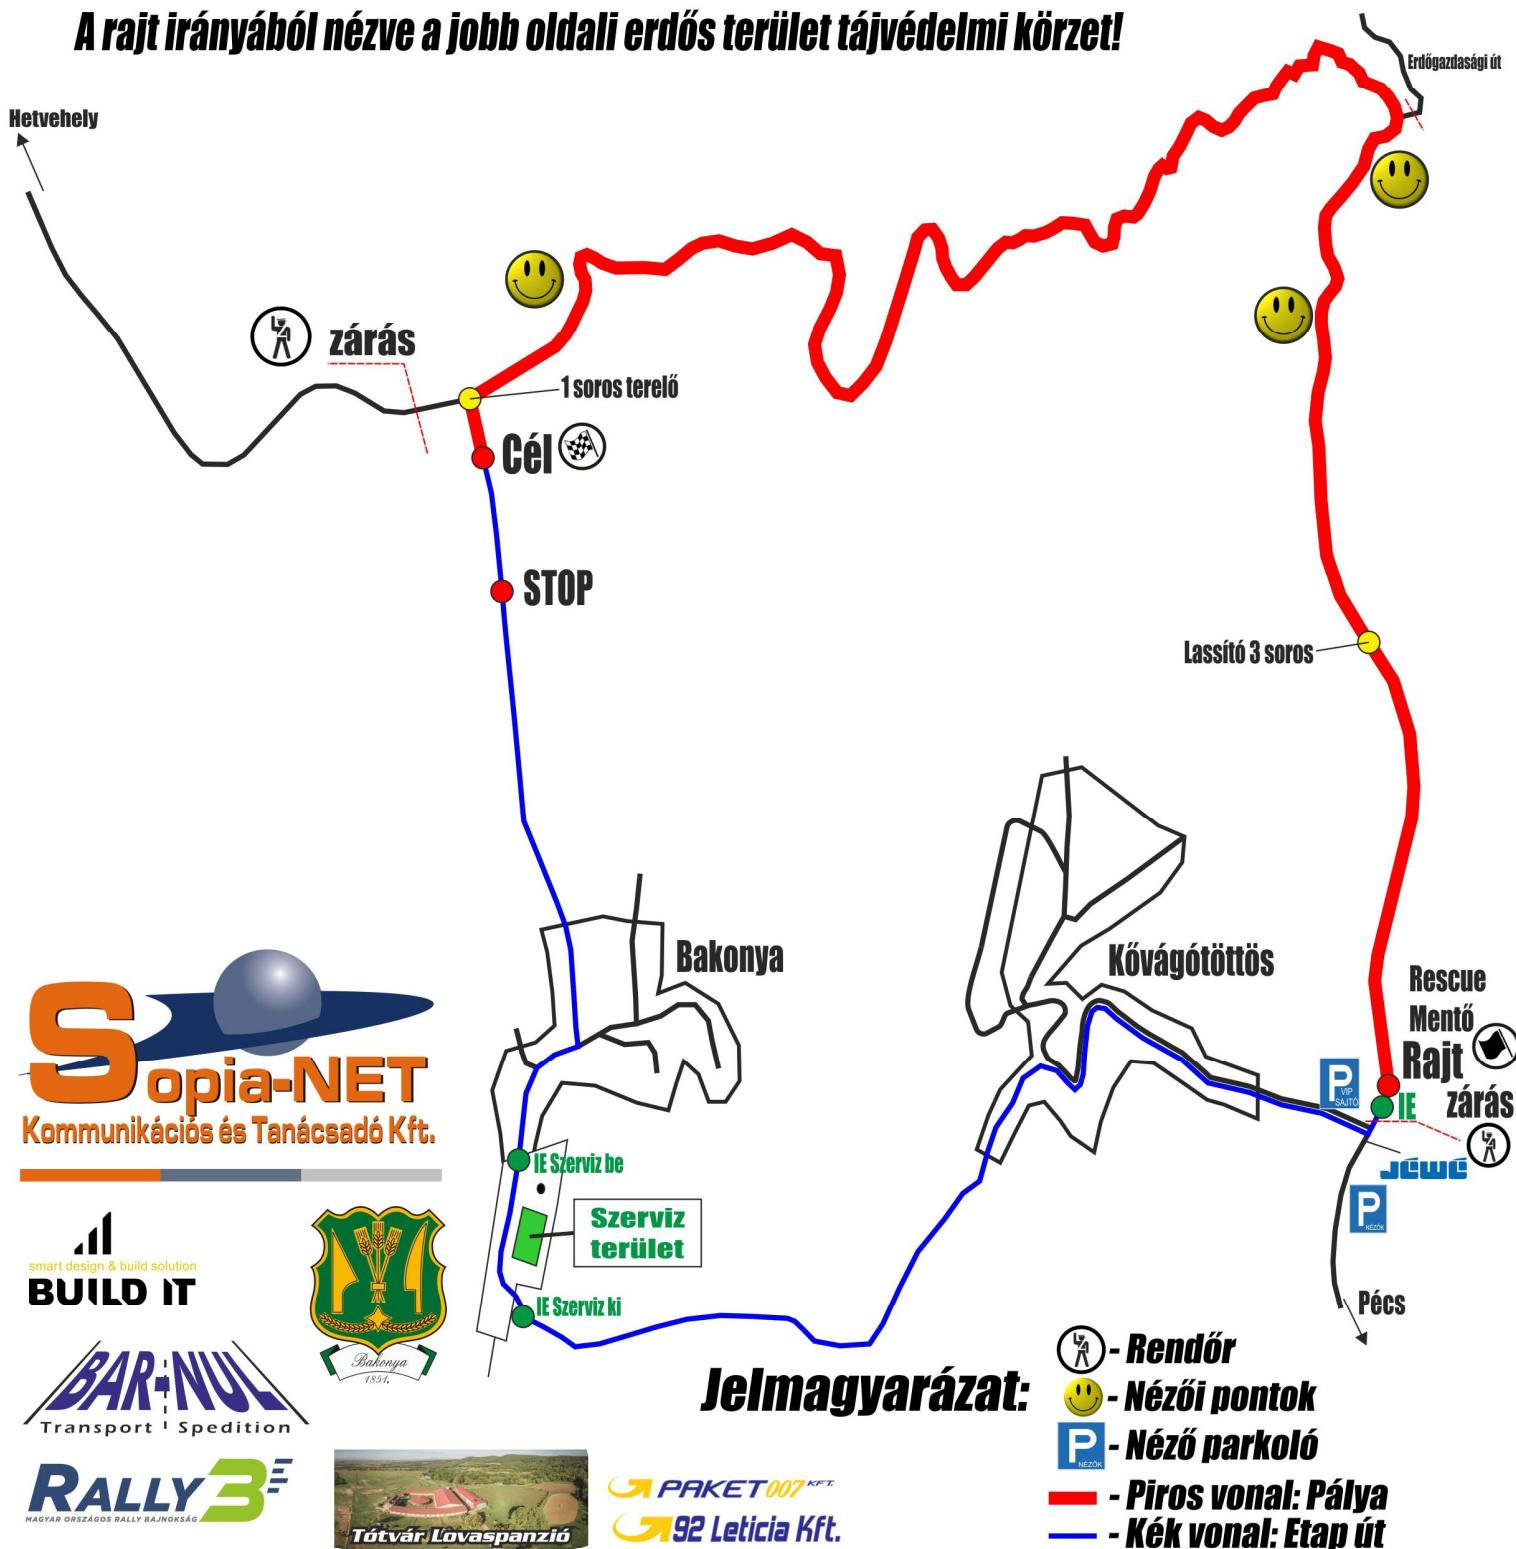 A rajt irányából nézve a jobb oldali erdős terület tájvédelmi körzet!
Erdőgazdasági út
Hetvehely
zárás
1 soros terelő
Cél
STOP
Lassító 3 soros
Bakonya
Kővágótöttös
Rescue
Mentő
Rajt
P
VIP
SAJTÓ
IE
zárás
JÉWÉ
P
NÉZŐK
Pécs
Sopia-NET
Kommunikációs és Tanácsadó Kft.
IE Szerviz be
Szerviz
terület
IE Szerviz ki
smart design & build solution
BUILD IT
Bakonya
1851.
BAR-NUL
Transport Spedition
RALLY3
MAGYAR ORSZÁGOS RALLY BAJNOKSÁG
Tótvár Lovaspanzió
PAKET007 KFT.
92 Leticia Kft.
Jelmagyarázat:
- Rendőr
- Nézői pontok
P
NÉZŐK
- Néző parkoló
- Piros vonal: Pálya
- Kék vonal: Etap út